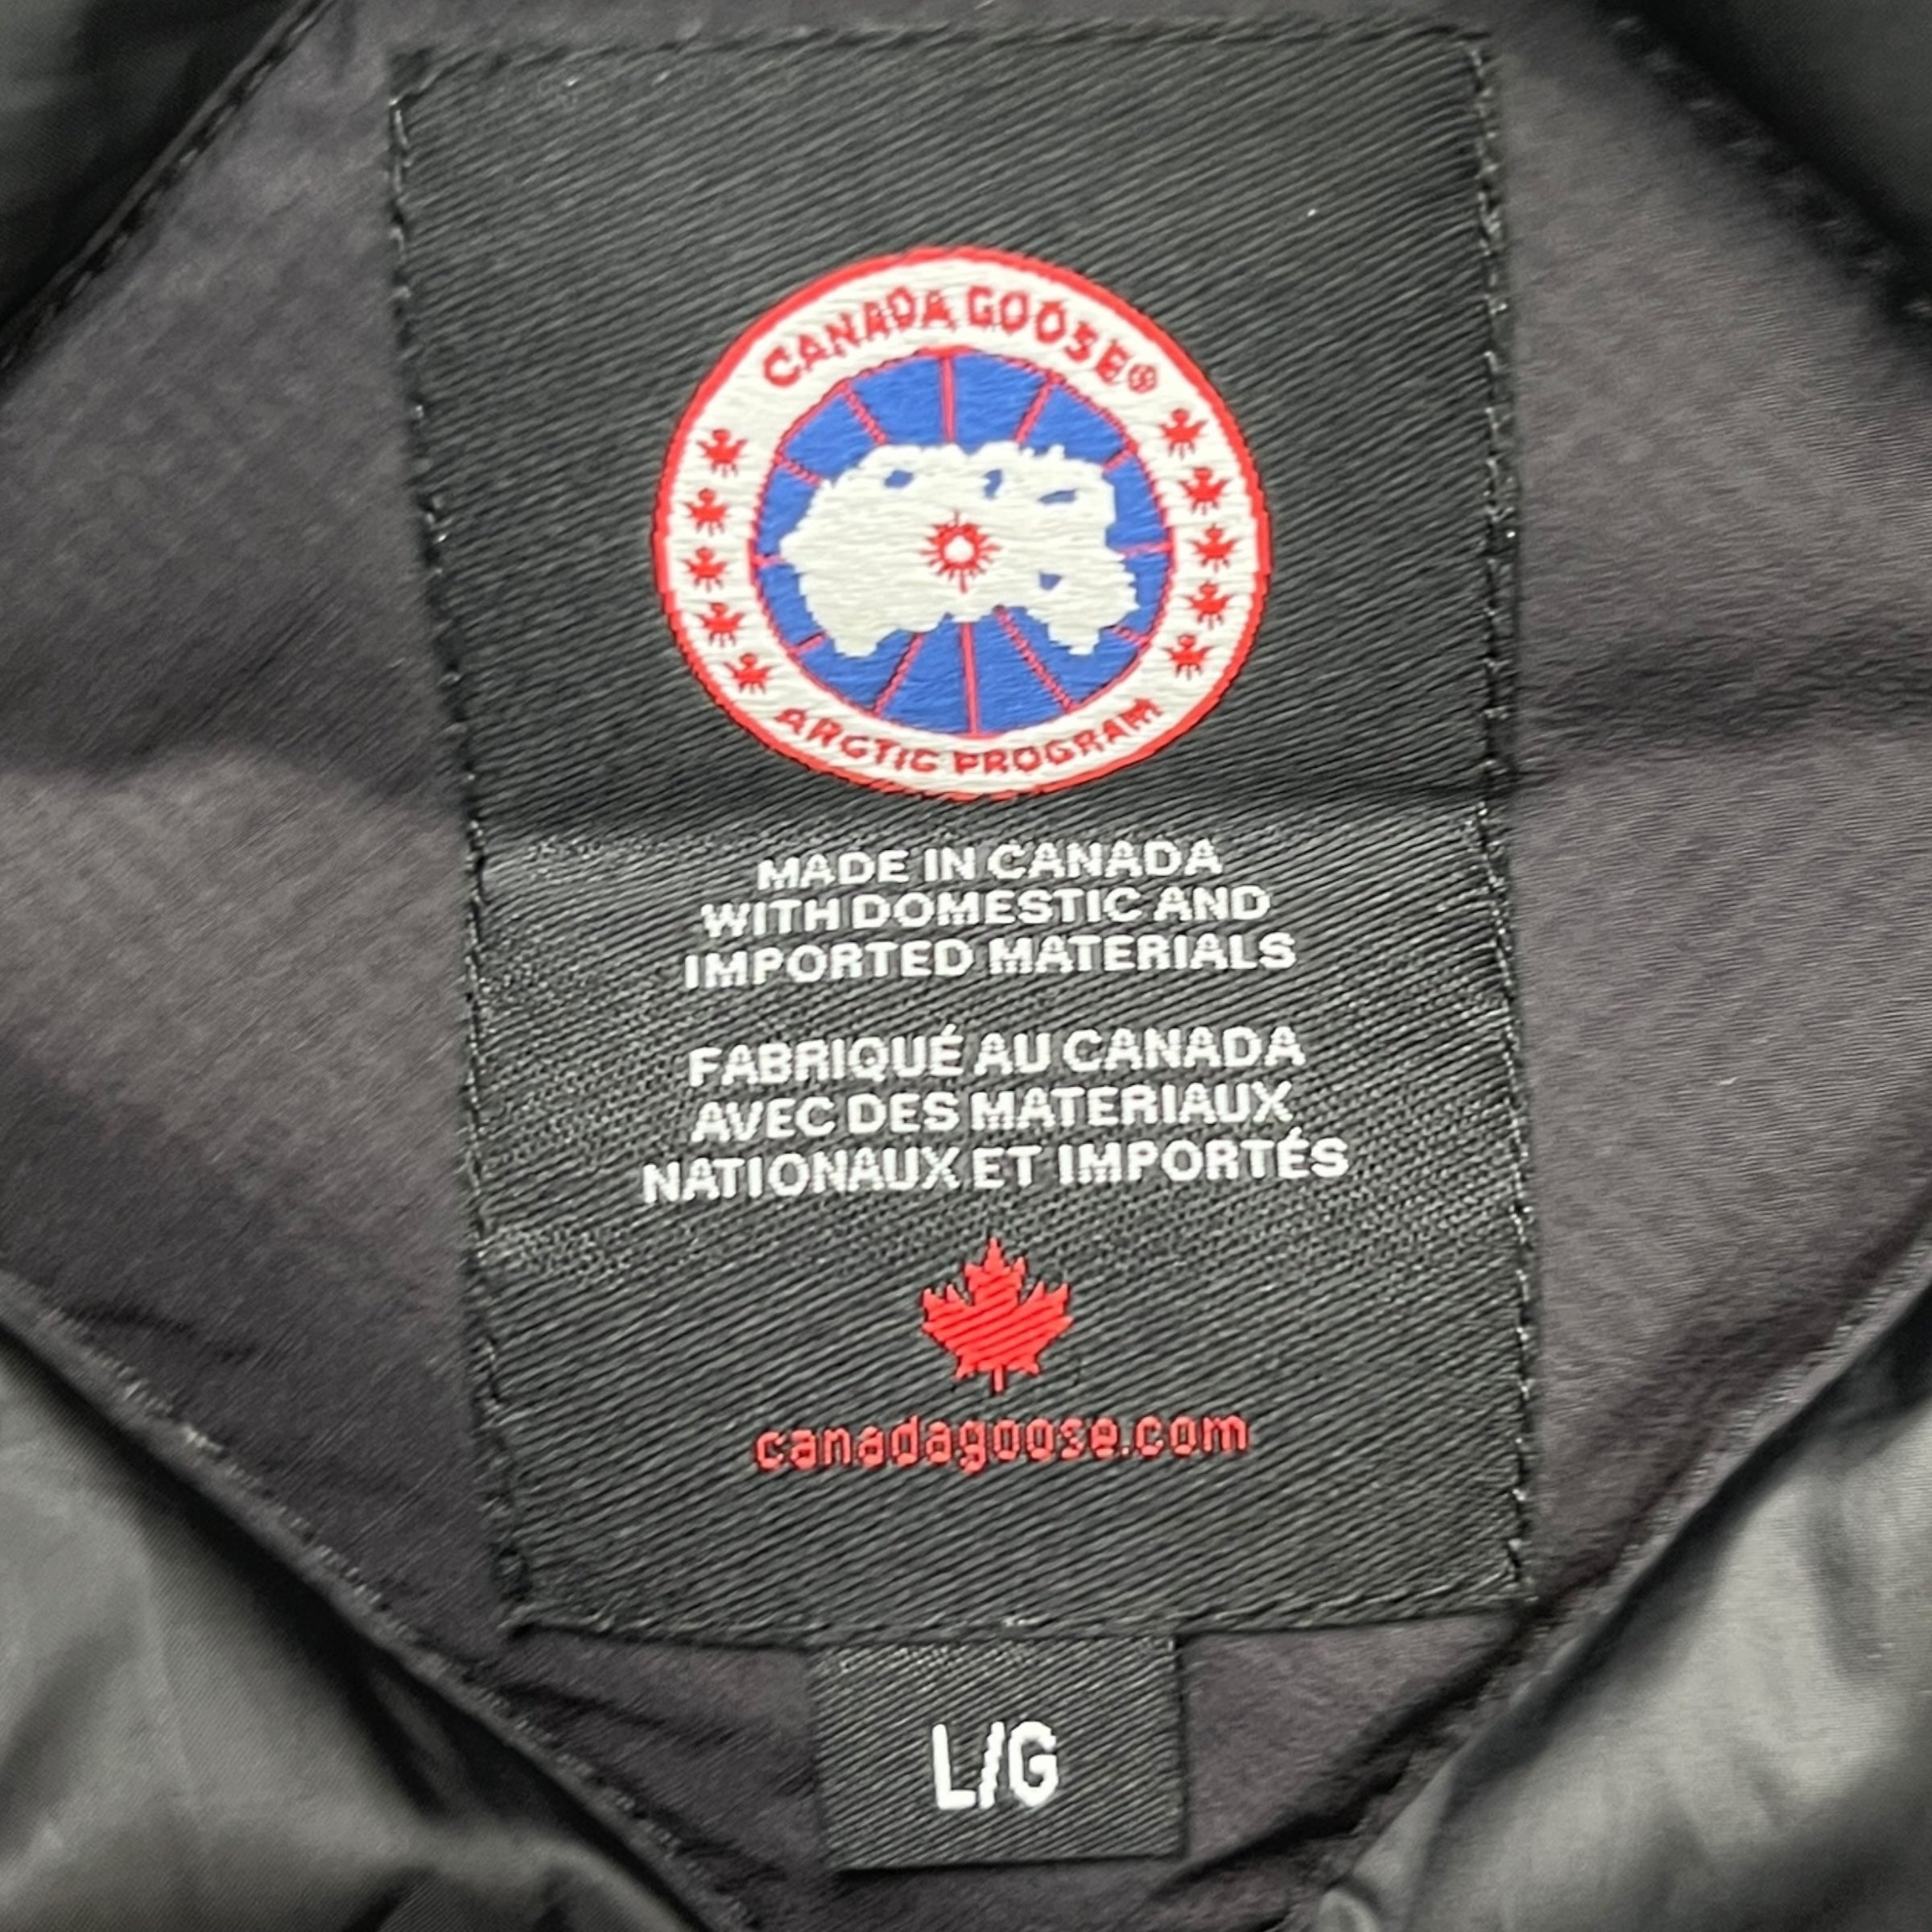 CANADA GOOSE®
ARCTIC PROGRAM
MADE IN CANADA
WITH DOMESTIC AND
IMPORTED MATERIALS
FABRIQUÉ AU CANADA
AVEC DES MATERIAUX
NATIONAUX ET IMPORTÉS
canadagoose.com
L/G